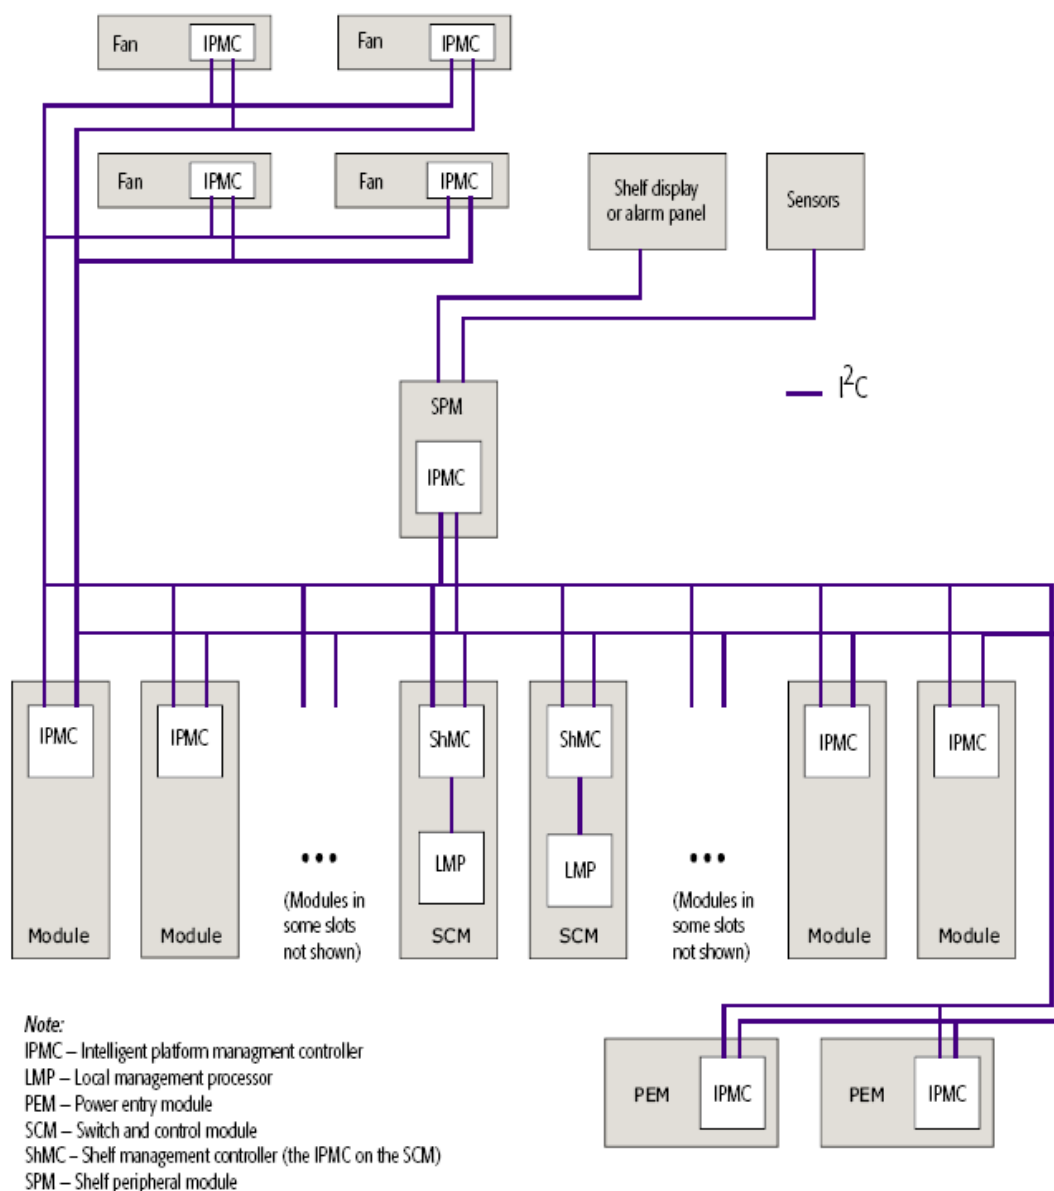 Fan
IPMC
Fan
IPMC
Fan
IPMC
Fan
IPMC
Shelf display
or alarm panel
Sensors
I²C
SPM
IPMC
IPMC
IPMC
ShMC
ShMC
IPMC
IPMC
LMP
LMP
•••
•••
(Modules in
some slots
not shown)
(Modules in
some slots
not shown)
Module
Module
SCM
SCM
Module
Module
Note:
IPMC – Intelligent platform managment controller
LMP – Local management processor
PEM – Power entry module
SCM – Switch and control module
ShMC – Shelf management controller (the IPMC on the SCM)
SPM – Shelf peripheral module
PEM
IPMC
PEM
IPMC